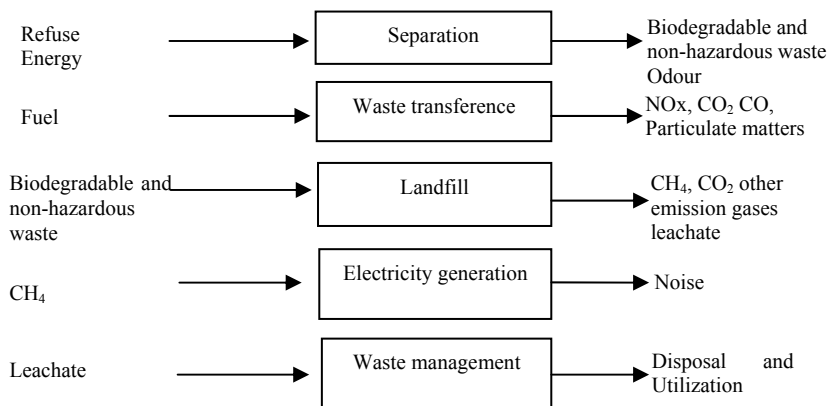 Refuse
Energy
Separation
Biodegradable and
non-hazardous waste
Odour
Fuel
Waste transference
NOx, CO₂ CO,
Particulate matters
Biodegradable and
non-hazardous
waste
Landfill
CH₄, CO₂ other
emission gases
leachate
CH₄
Electricity generation
Noise
Leachate
Waste management
Disposal and
Utilization